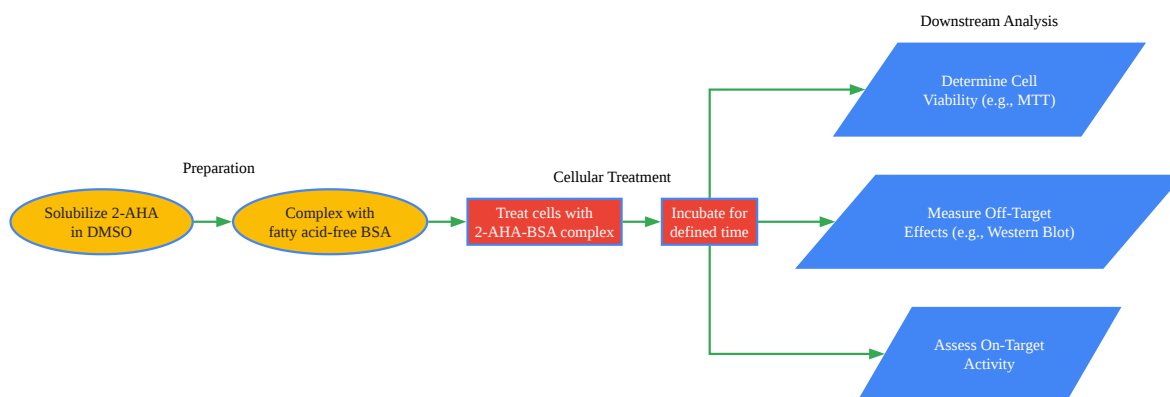 Downstream Analysis
Determine Cell
Viability (e.g., MTT)
Preparation
Cellular Treatment
Solubilize 2-AHA
in DMSO
Complex with
fatty acid-free BSA
Treat cells with
2-AHA-BSA complex
Incubate for
defined time
Measure Off-Target
Effects (e.g., Western Blot)
Assess On-Target
Activity